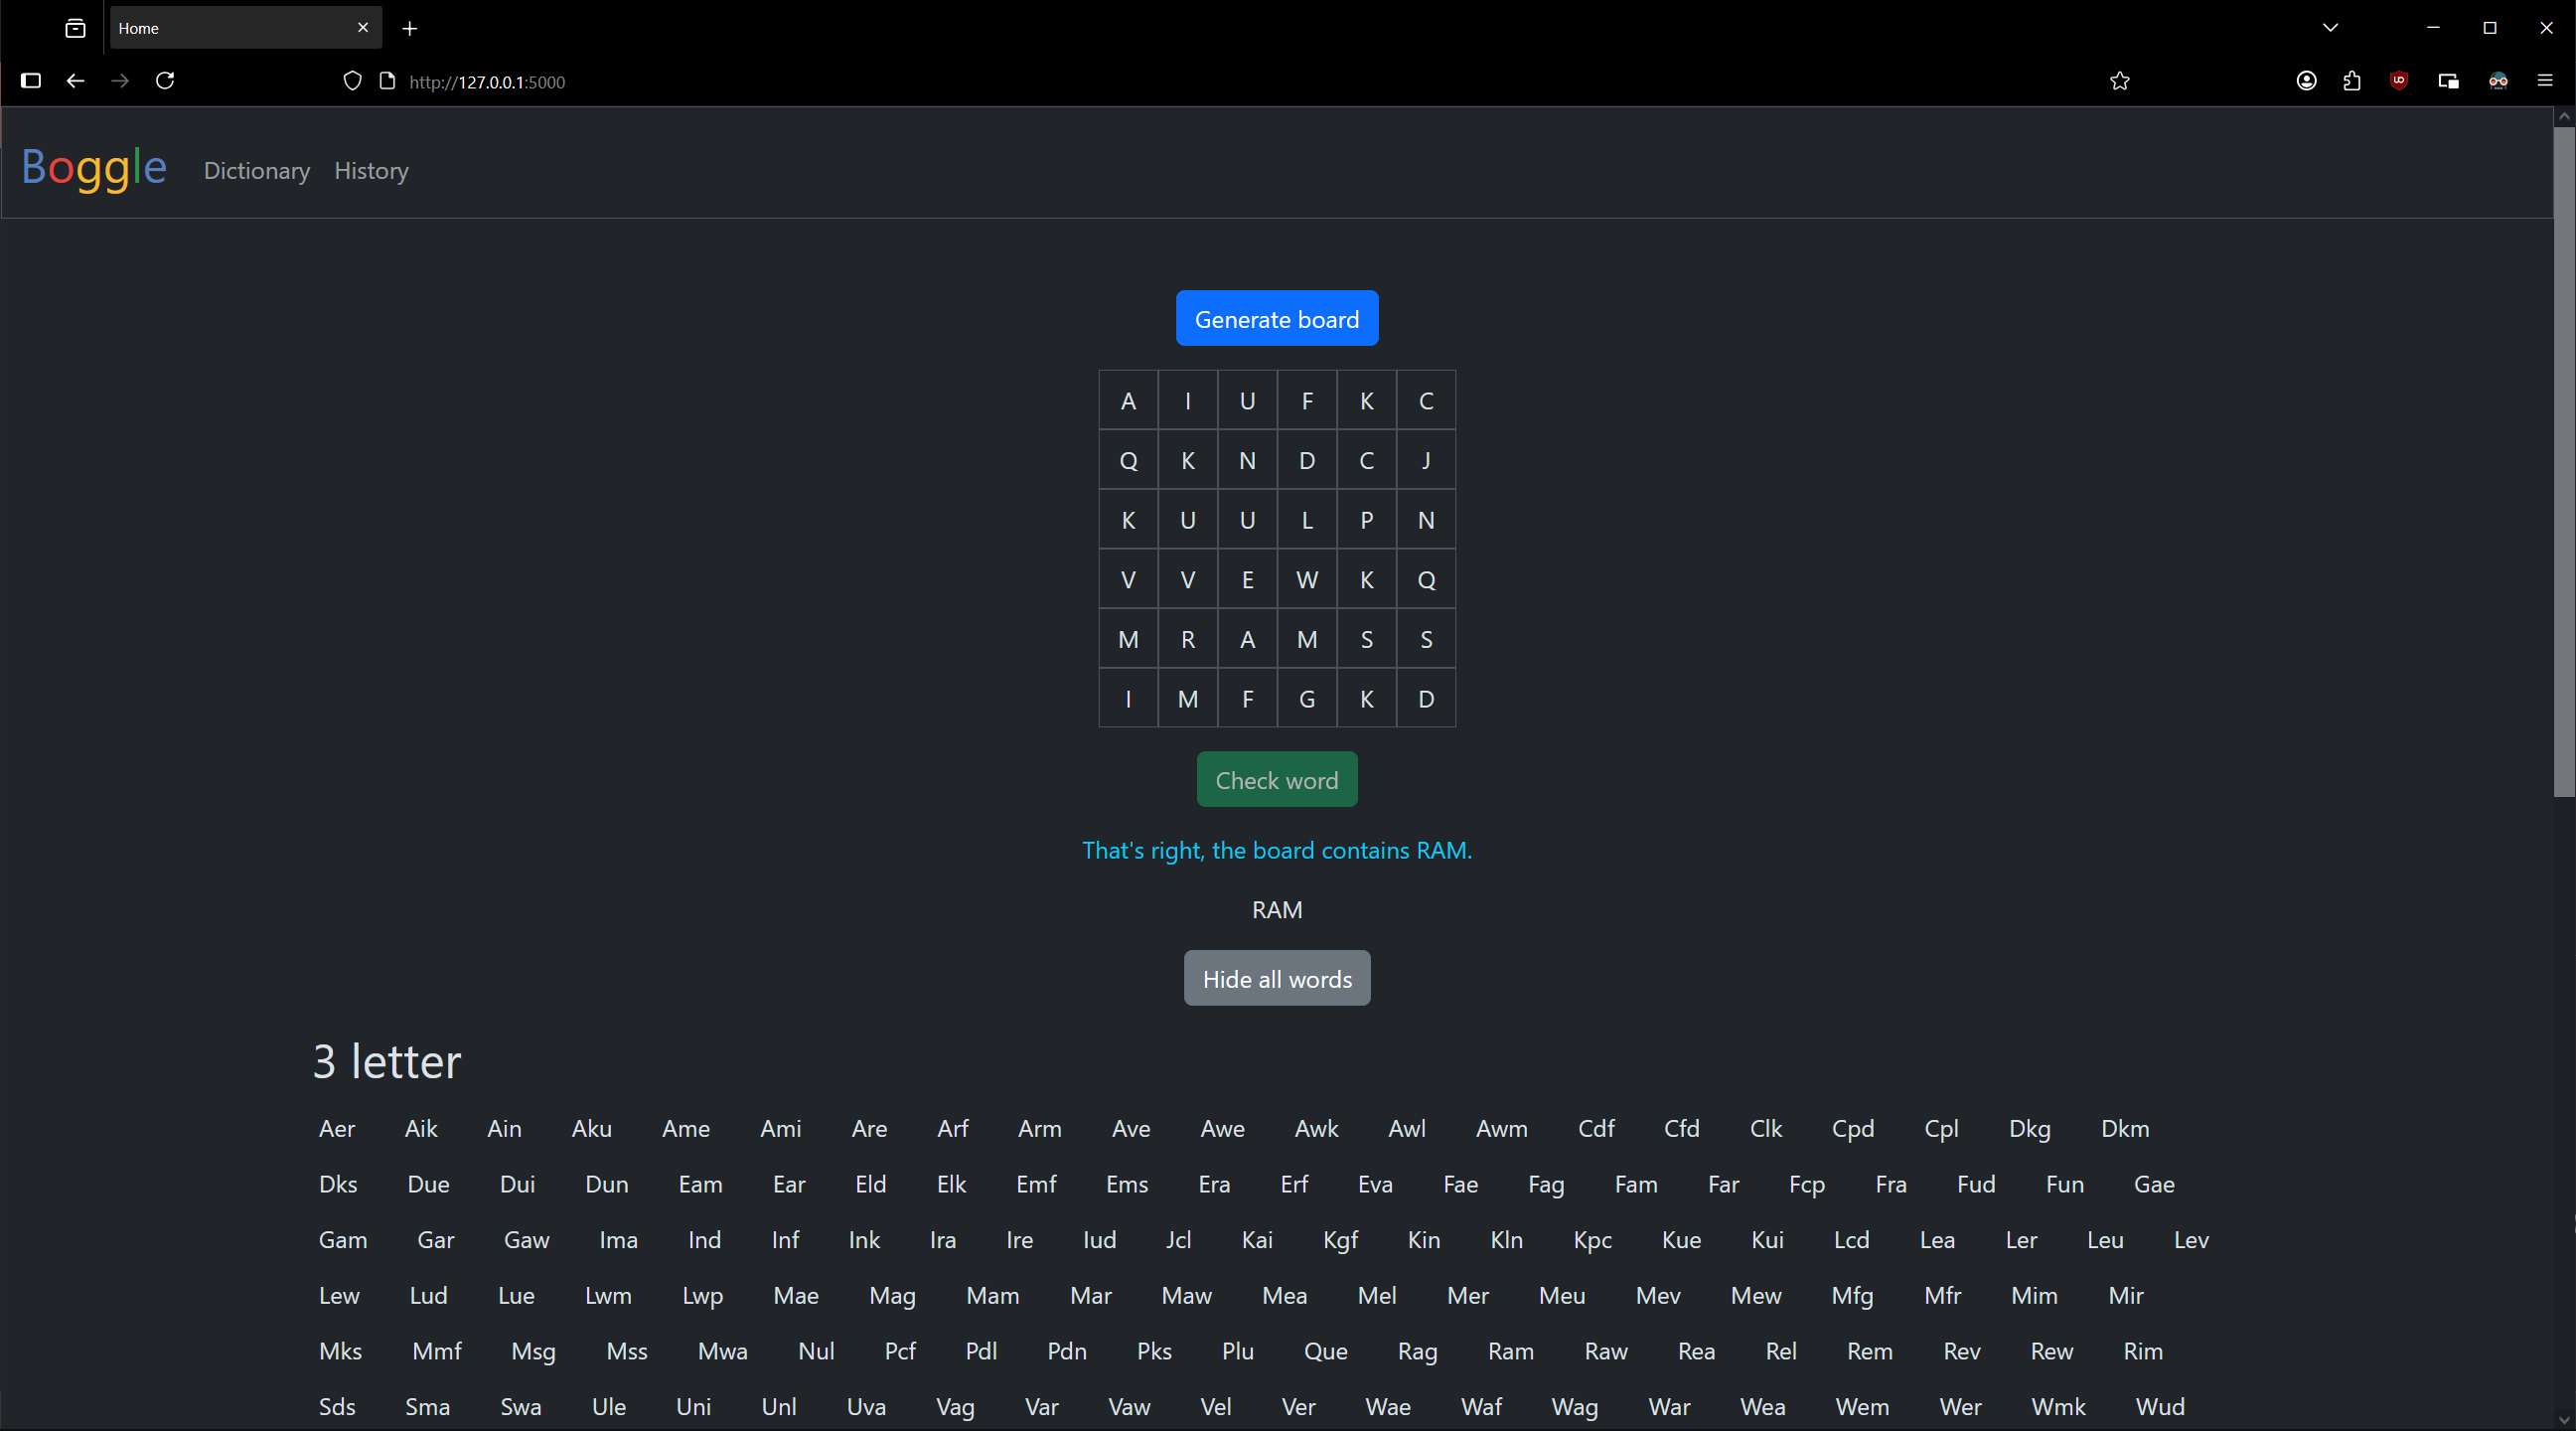 Home
http://127.0.0.1:5000
Boggle Dictionary History
Generate board
A I U F K C
Q K N D C J
K U U L P N
V V E W K Q
M R A M S S
I M F G K D
Check word
That's right, the board contains RAM.
RAM
Hide all words
3 letter
Aer Aik Ain Aku Ame Ami Are Arf Arm Ave Awe Awk Awl Awm Cdf Cfd Clk Cpd Cpl Dkg Dkm
Dks Due Dui Dun Eam Ear Eld Elk Emf Ems Era Erf Eva Fae Fag Fam Far Fcp Fra Fud Fun Gae
Gam Gar Gaw Ima Ind Inf Ink Ira Ire Iud Jcl Kai Kgf Kin Kln Kpc Kue Kui Lcd Lea Ler Leu Lev
Lew Lud Lue Lwm Lwp Mae Mag Mam Mar Maw Mea Mel Mer Meu Mev Mew Mfg Mfr Mim Mir
Mks Mmf Msg Mss Mwa Nul Pcf Pdl Pdn Pks Plu Que Rag Ram Raw Rea Rel Rem Rev Rew Rim
Sds Sma Swa Ule Uni Unl Uva Vag Var Vaw Vel Ver Wae Waf Wag War Wea Wem Wer Wmk Wud